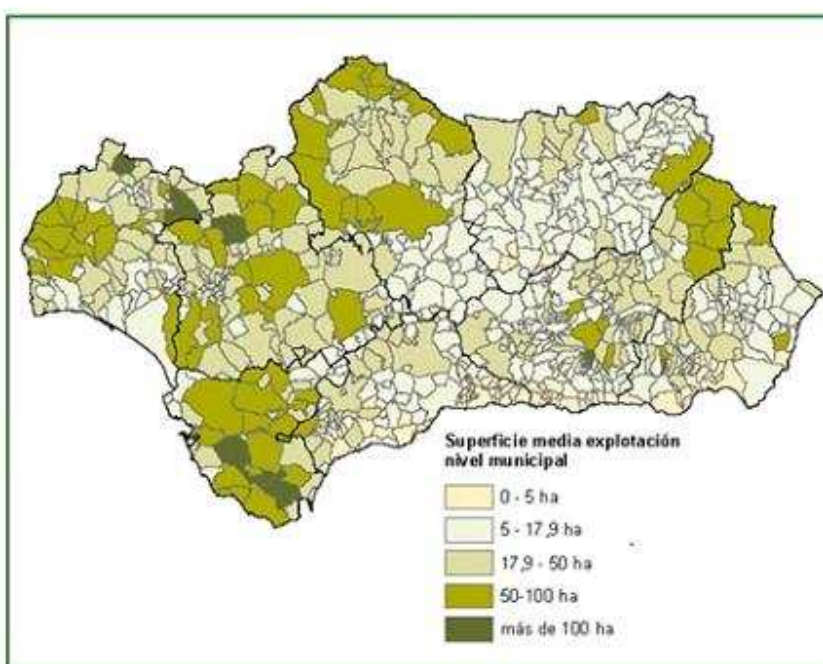 Superficie media explotación
nivel municipal
0 - 5 ha
5 - 17,9 ha
17,9 - 50 ha
50-100 ha
más de 100 ha